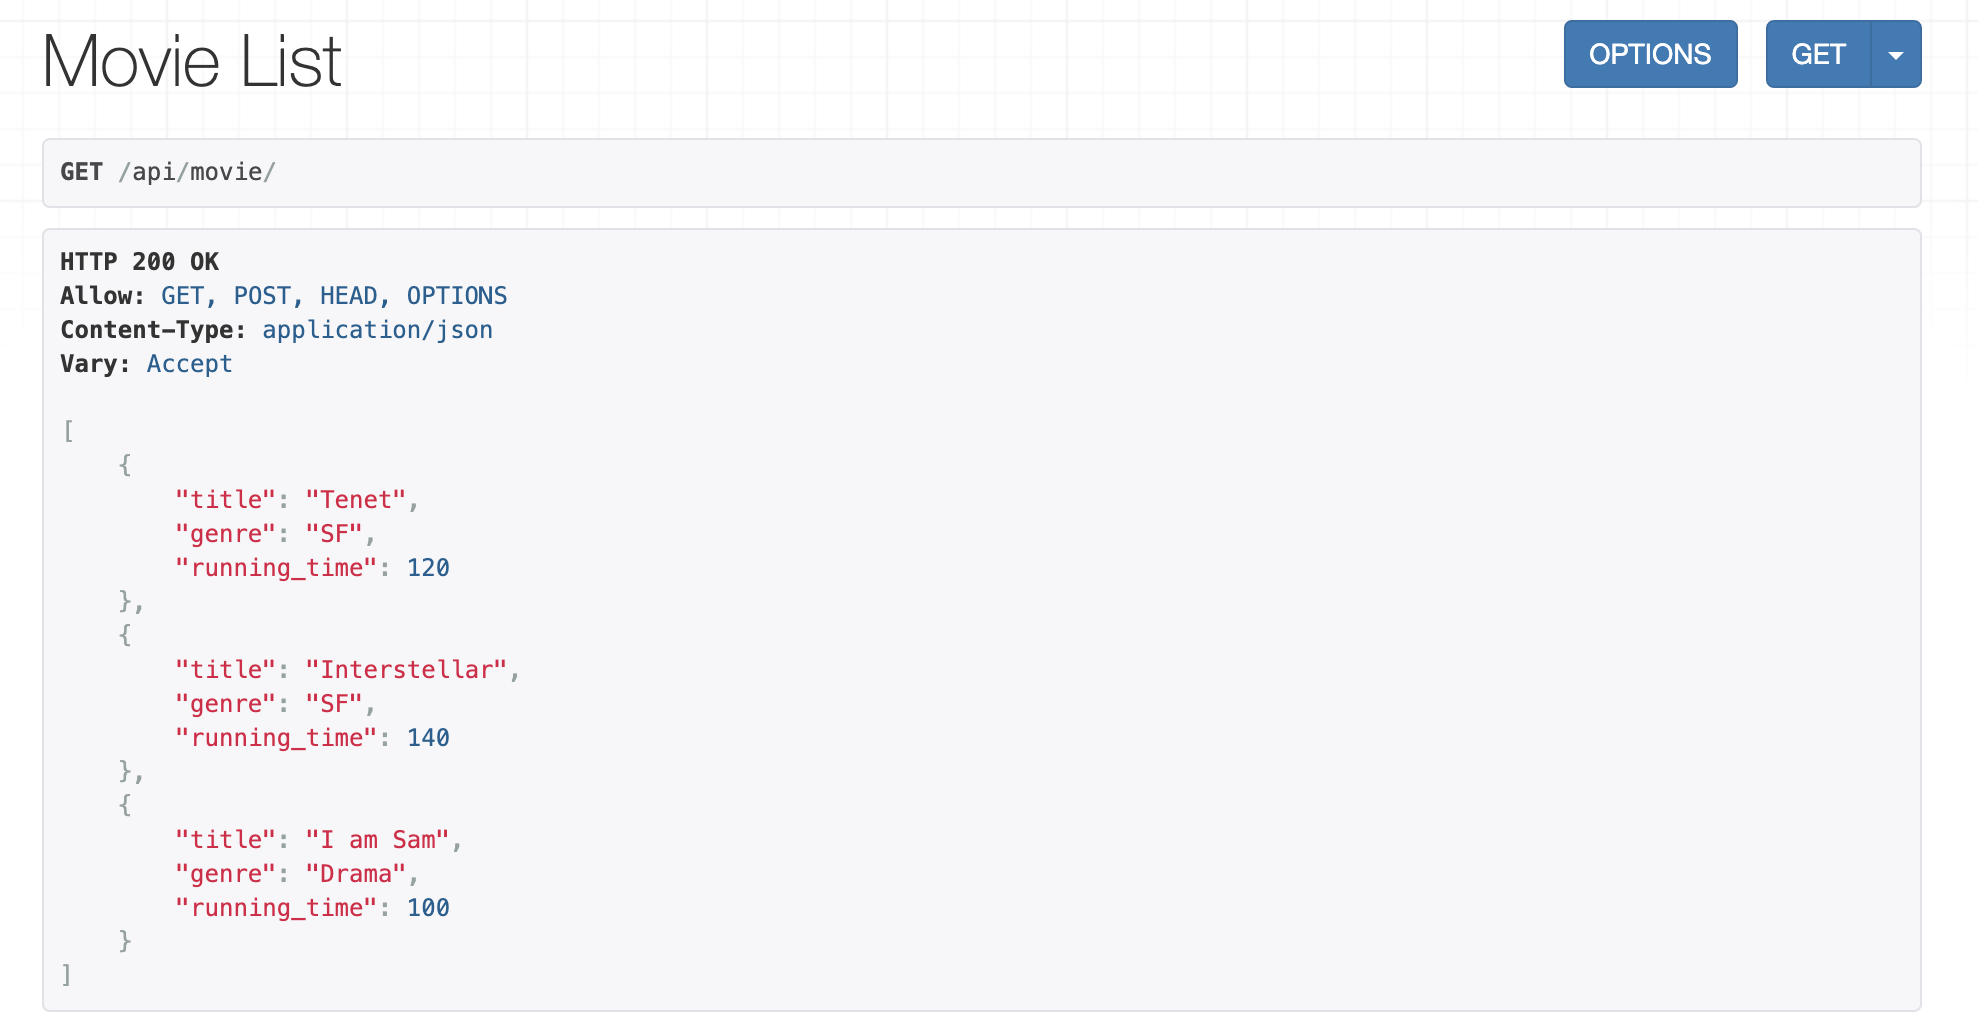 Movie List
OPTIONS
GET
GET /api/movie/
HTTP 200 OK
Allow: GET, POST, HEAD, OPTIONS
Content-Type: application/json
Vary: Accept
[
    {
        "title": "Tenet",
        "genre": "SF",
        "running_time": 120
    },
    {
        "title": "Interstellar",
        "genre": "SF",
        "running_time": 140
    },
    {
        "title": "I am Sam",
        "genre": "Drama",
        "running_time": 100
    }
]